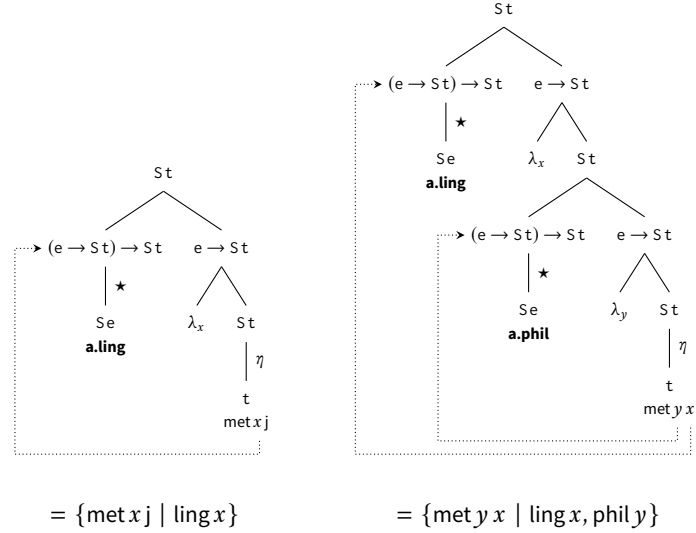 St
(e → St) → St e → St
★
Se λx St
a.ling
η
t
met x j
= {met x j | ling x}
St
(e → St) → St e → St
★
Se λx St
a.ling
(e → St) → St e → St
★
Se λy St
a.phil
η
t
met y x
= {met y x | ling x, phil y}